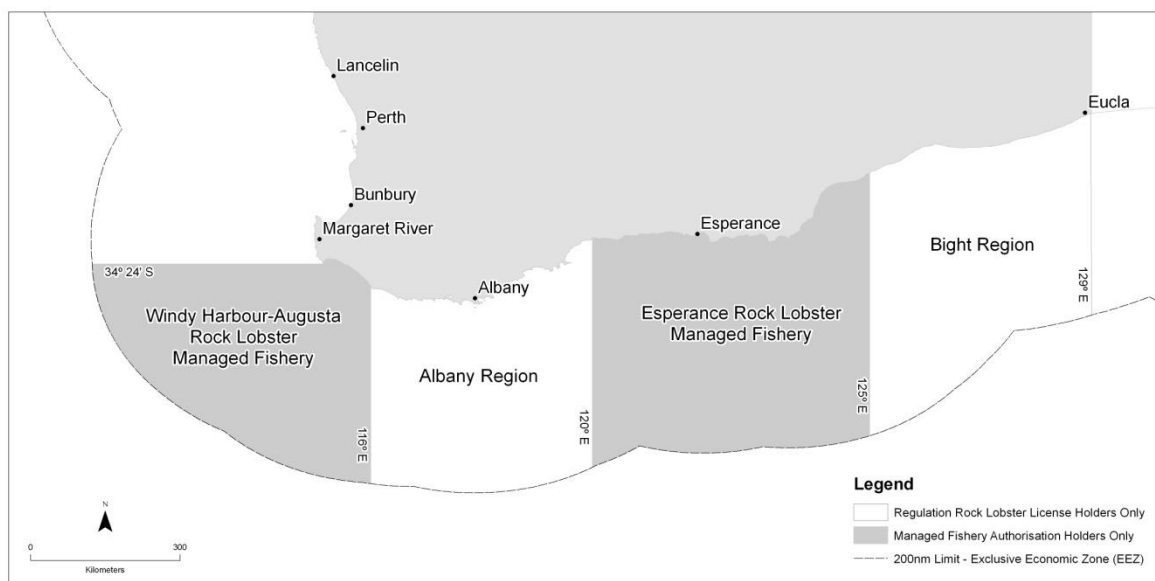 Lancelin
Perth
Eucla
Bunbury
Margaret River
Esperance
Bight Region
34º 24' S
129º E
Albany
Windy Harbour-Augusta
Rock Lobster
Managed Fishery
Esperance Rock Lobster
Managed Fishery
Albany Region
125º E
120º E
116º E
Legend
Regulation Rock Lobster License Holders Only
Managed Fishery Authorisation Holders Only
200nm Limit - Exclusive Economic Zone (EEZ)
N
0 300
Kilometers